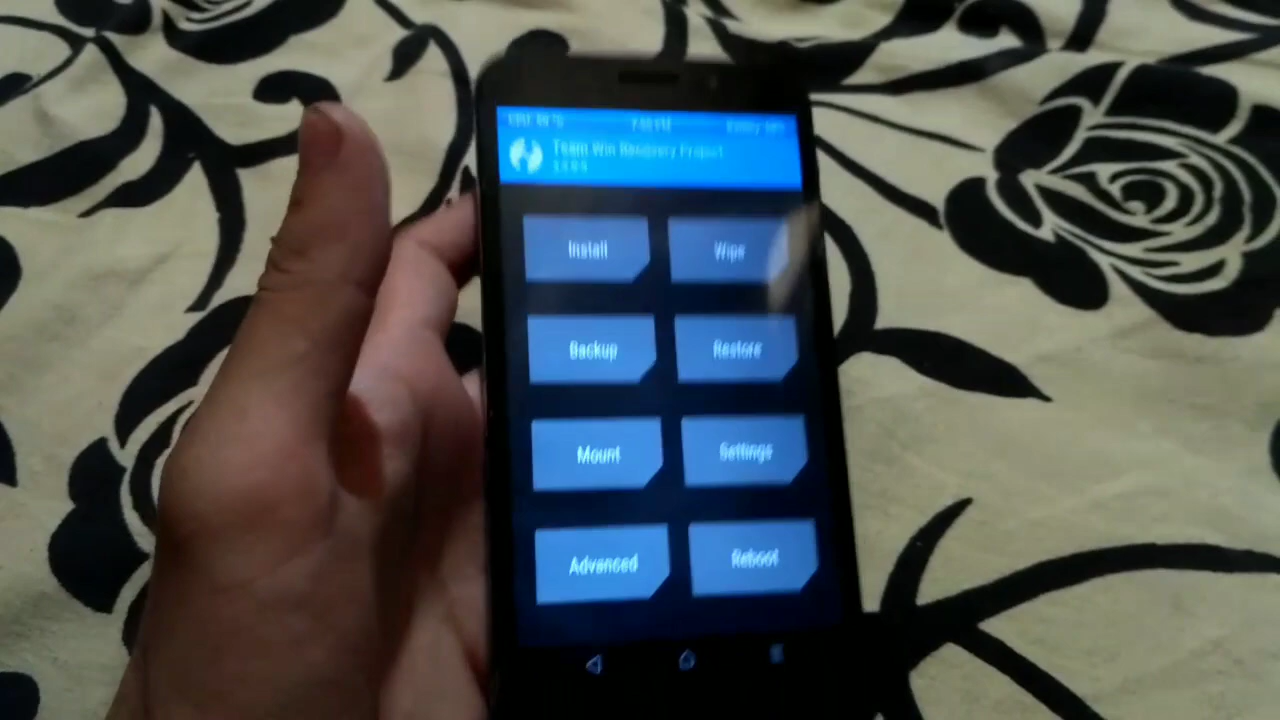 Team Win Recovery Project
Install
Wipe
Backup
Restore
Mount
Settings
Advanced
Reboot